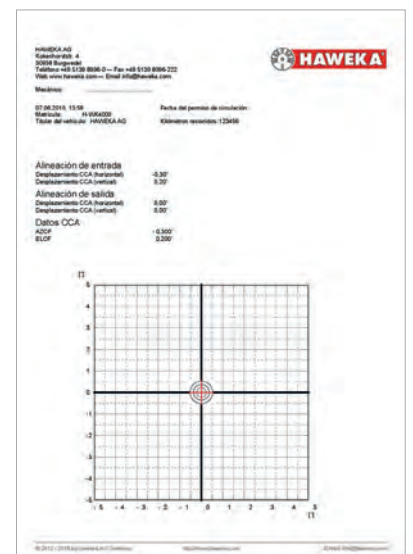 HAWEKA AG
Kokenhorststr. 4
30938 Burgwedel
Teléfono +49 5139 8996-0 — Fax +49 5139 8996-222
Web www.haweka.com — Email info@haweka.com
HAWEKA
Mecánico:
07.06.2010, 13:58
Fecha del permiso de circulación:
Matrícula: H-WK4000
Titular del vehículo: HAWEKA AG
Kilómetros recorridos: 123456
Alineación de entrada
Desplazamiento CCA (horizontal) -0.30'
Desplazamiento CCA (vertical) 0.20'
Alineación de salida
Desplazamiento CCA (horizontal) 0.00'
Desplazamiento CCA (vertical) 0.00'
Datos CCA
AZOF -0.300'
ELOF 0.200'
[']
5
4
3
2
1
0
-1
-2
-3
-4
-5
-5 -4 -3 -2 -1 0 1 2 3 4 5
[']